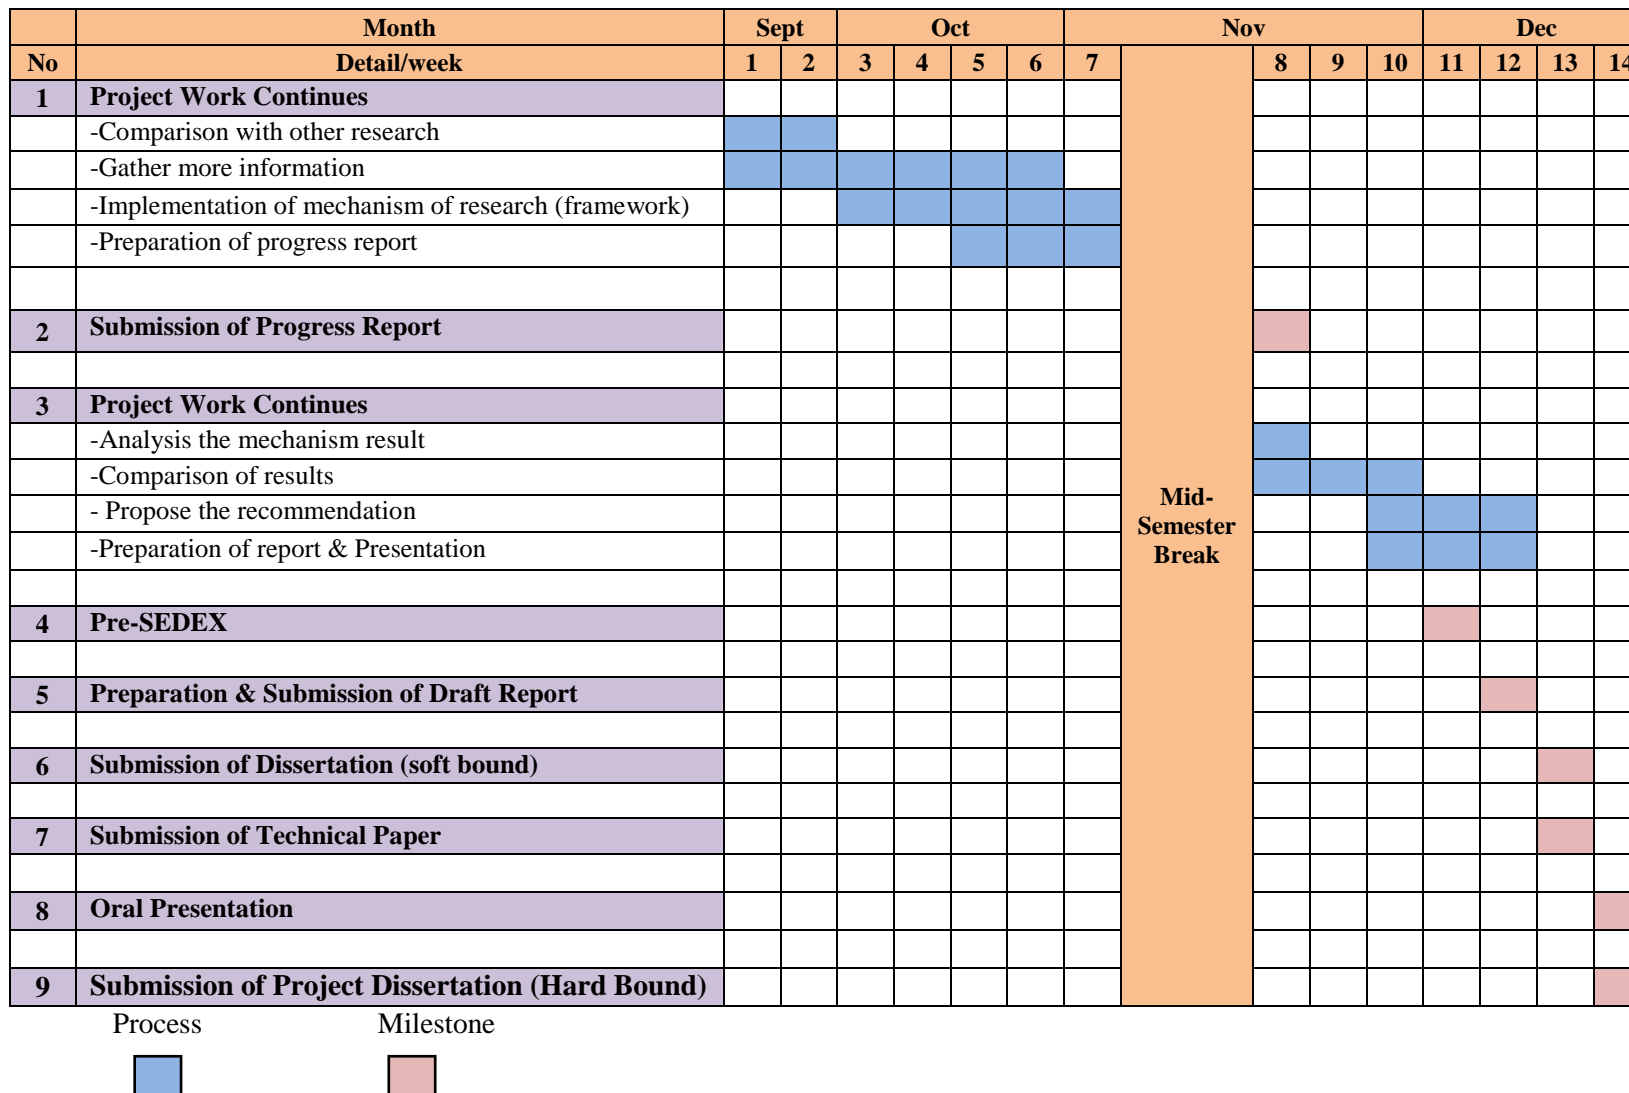 Month Sept Oct Nov Dec
No Detail/week 1 2 3 4 5 6 7 8 9 10 11 12 13 14
1 Project Work Continues
-Comparison with other research
-Gather more information
-Implementation of mechanism of research (framework)
-Preparation of progress report
2 Submission of Progress Report
3 Project Work Continues
-Analysis the mechanism result
-Comparison of results
- Propose the recommendation
-Preparation of report & Presentation
Mid-
Semester
Break
4 Pre-SEDEX
5 Preparation & Submission of Draft Report
6 Submission of Dissertation (soft bound)
7 Submission of Technical Paper
8 Oral Presentation
9 Submission of Project Dissertation (Hard Bound)
Process Milestone